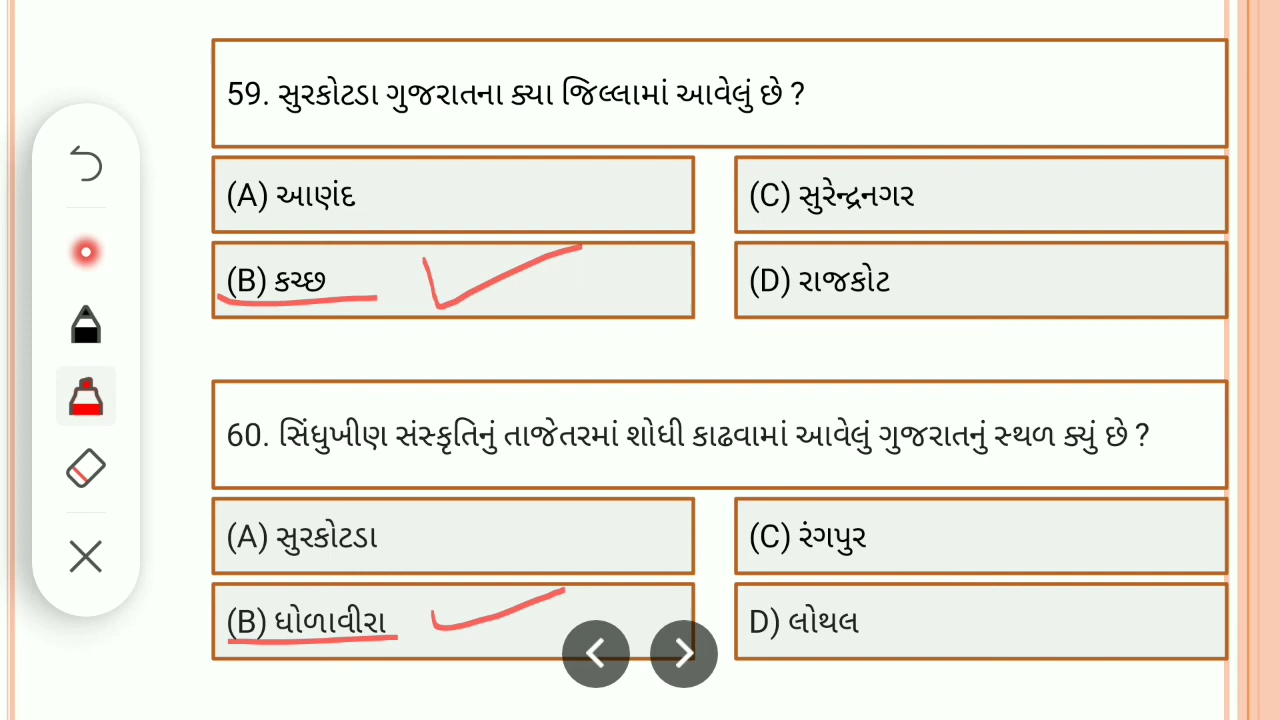 59. સુરકોટડા ગુજરાતના ક્યા જિલ્લામાં આવેલું છે ?
(A) આણંદ
(C) સુરેન્દ્રનગર
(B) કચ્છ
(D) રાજકોટ
60. સિંધુખીણ સંસ્કૃતિનું તાજેતરમાં શોધી કાઢવામાં આવેલું ગુજરાતનું સ્થળ ક્યું છે ?
(A) સુરકોટડા
(C) રંગપુર
(B) ધોળાવીરા
D) લોથલ